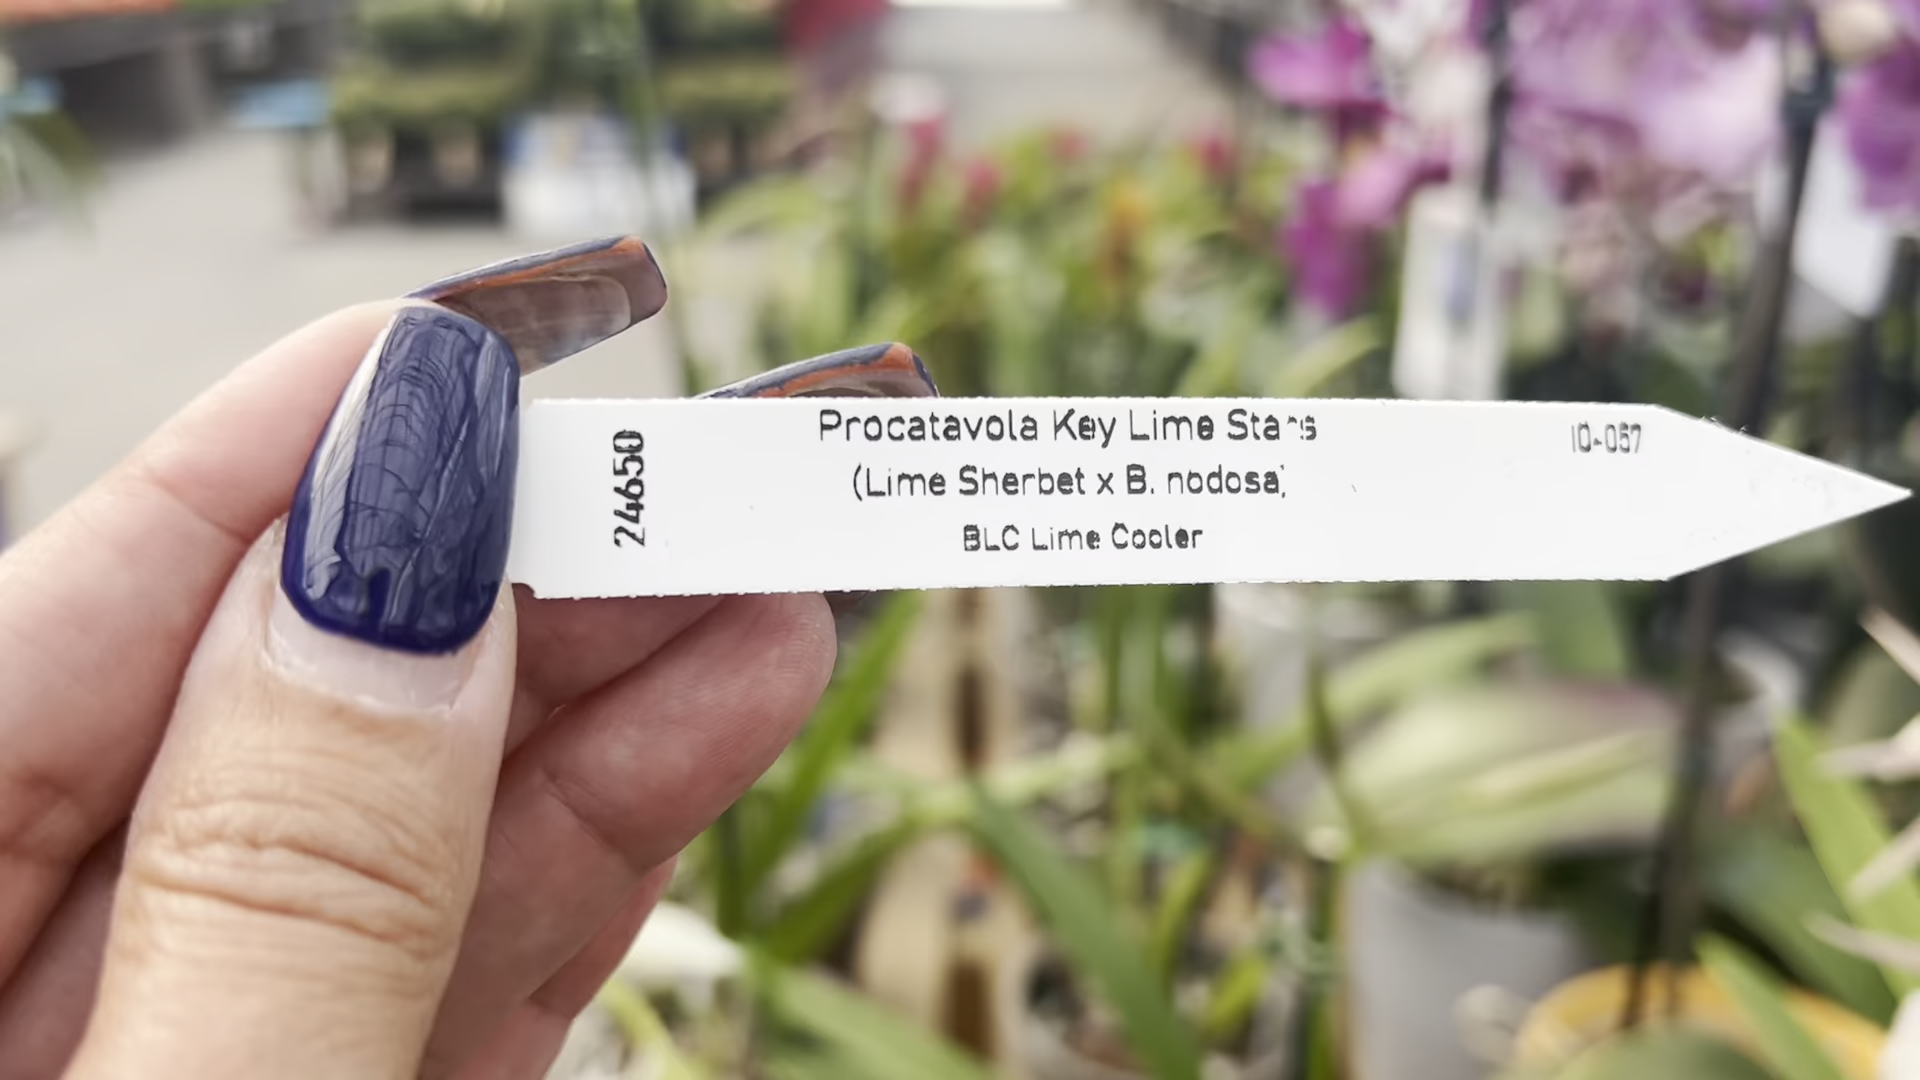 24650
Procatavola Key Lime Stars
(Lime Sherbet x B. nodosa)
BLC Lime Cooler
10-057